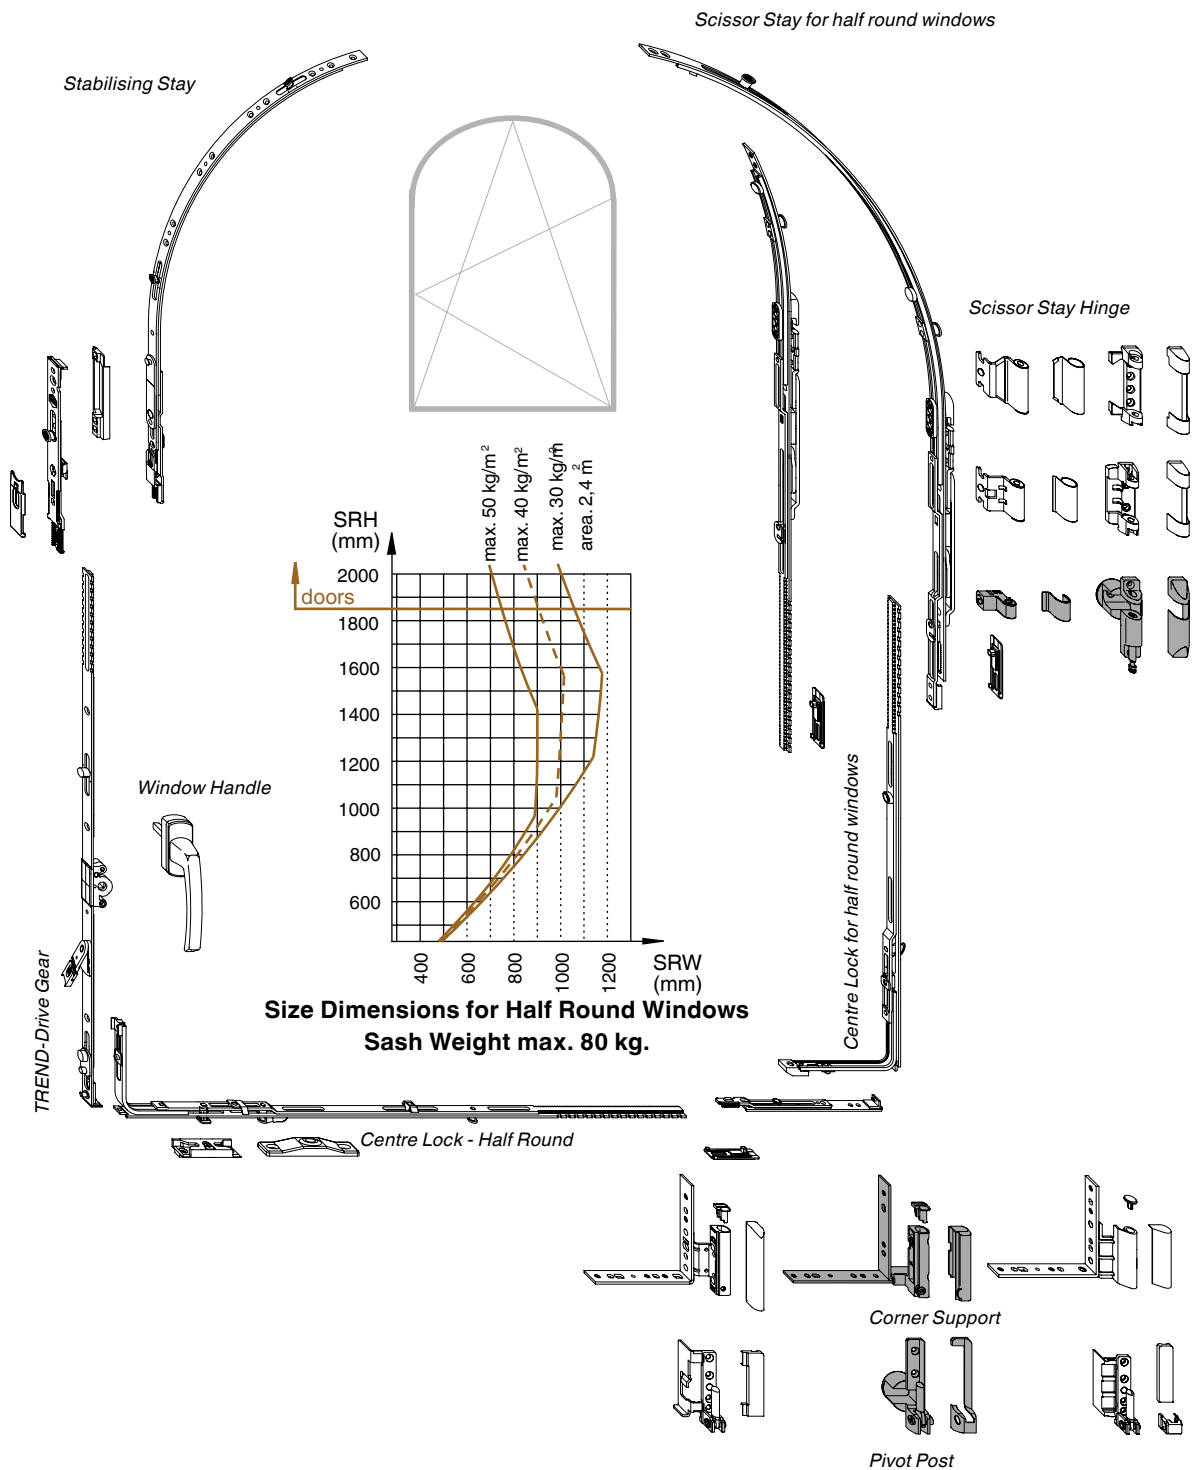 Scissor Stay for half round windows
Stabilising Stay
Scissor Stay Hinge
max. 50 kg/m²
max. 40 kg/m²
max. 30 kg/m²
area. 2,4 m²
SRH
(mm)
doors
2000
1800
1600
1400
1200
1000
800
600
400
600
800
1000
1200
SRW
(mm)
Size Dimensions for Half Round Windows
Sash Weight max. 80 kg.
Window Handle
TREND-Drive Gear
Centre Lock for half round windows
Centre Lock - Half Round
Corner Support
Pivot Post